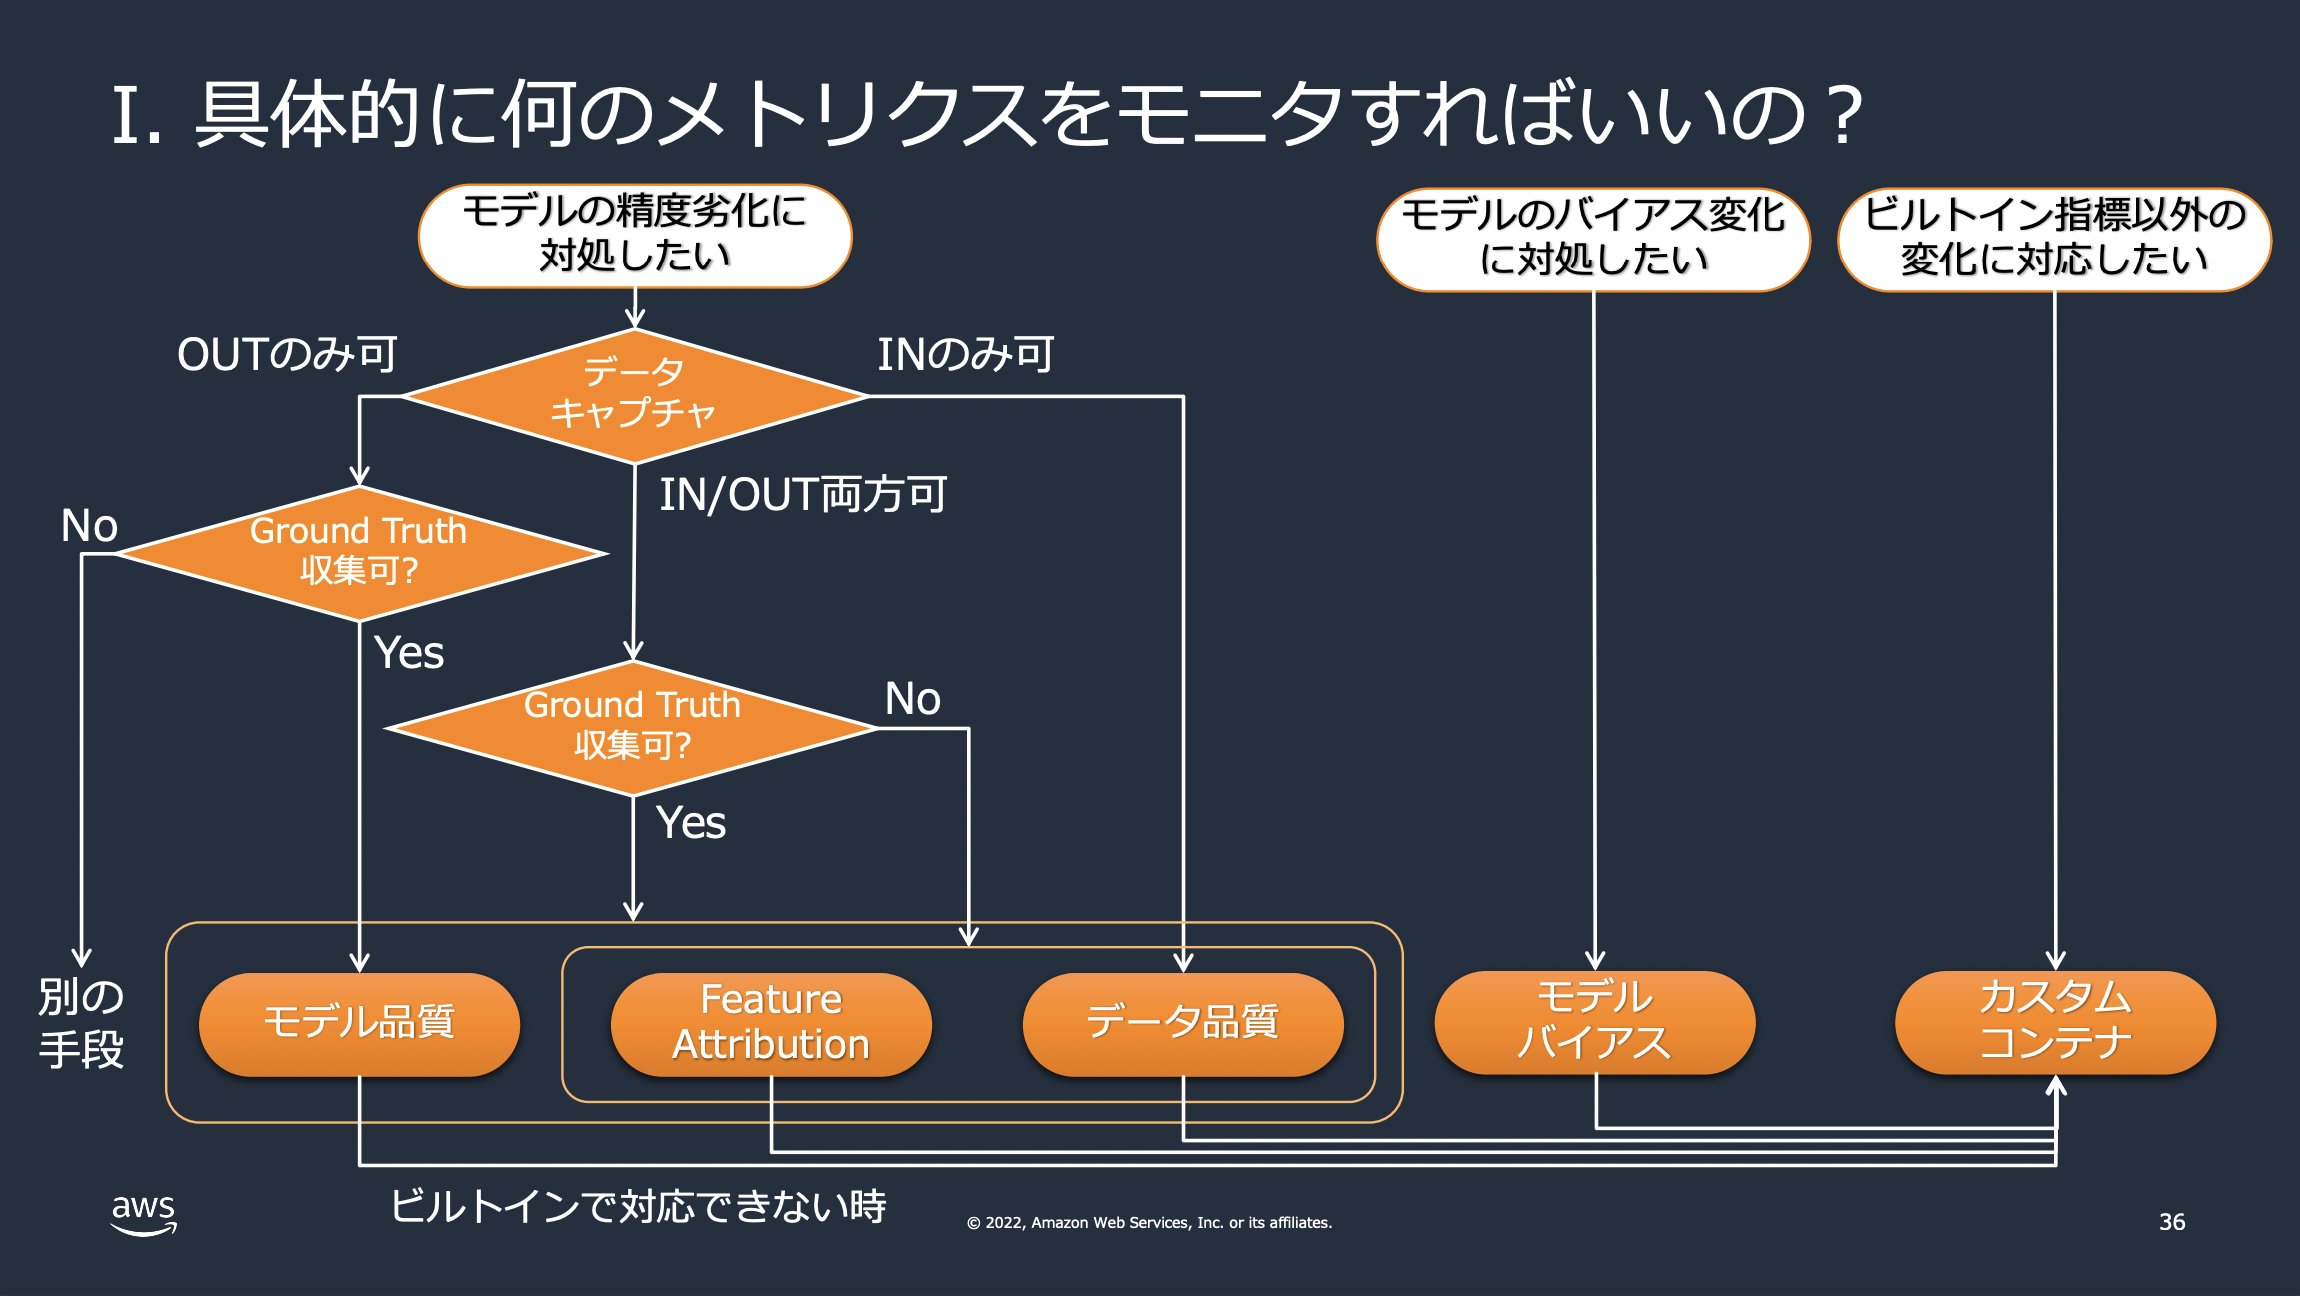 I. 具体的に何のメトリクスをモニタすればいいの？
モデルの精度劣化に
対処したい
モデルのバイアス変化
に対処したい
ビルトイン指標以外の
変化に対応したい
OUTのみ可
データ
キャプチャ
INのみ可
IN/OUT両方可
No
Ground Truth
収集可?
Yes
Ground Truth
収集可?
No
Yes
別の
手段
モデル品質
Feature
Attribution
データ品質
モデル
バイアス
カスタム
コンテナ
ビルトインで対応できない時
aws
© 2022, Amazon Web Services, Inc. or its affiliates.
36